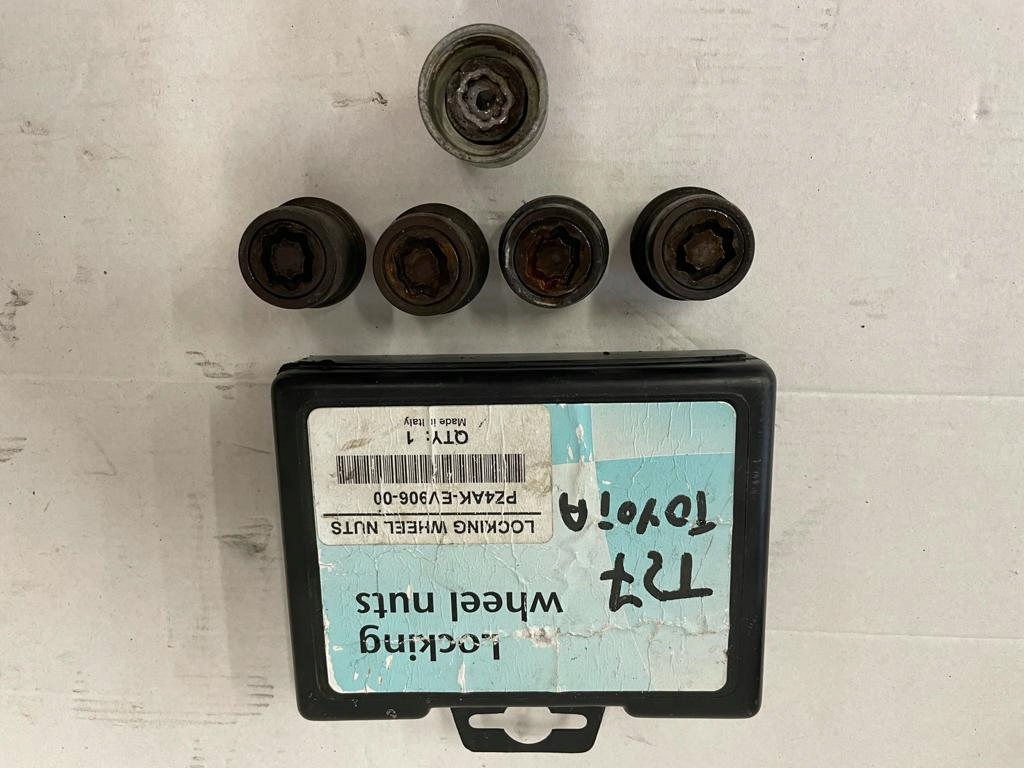 Locking
wheel nuts
T27
TOYOTA
LOCKING WHEEL NUTS
PZ4AK-EV906-00
QTY: 1
Made in Italy